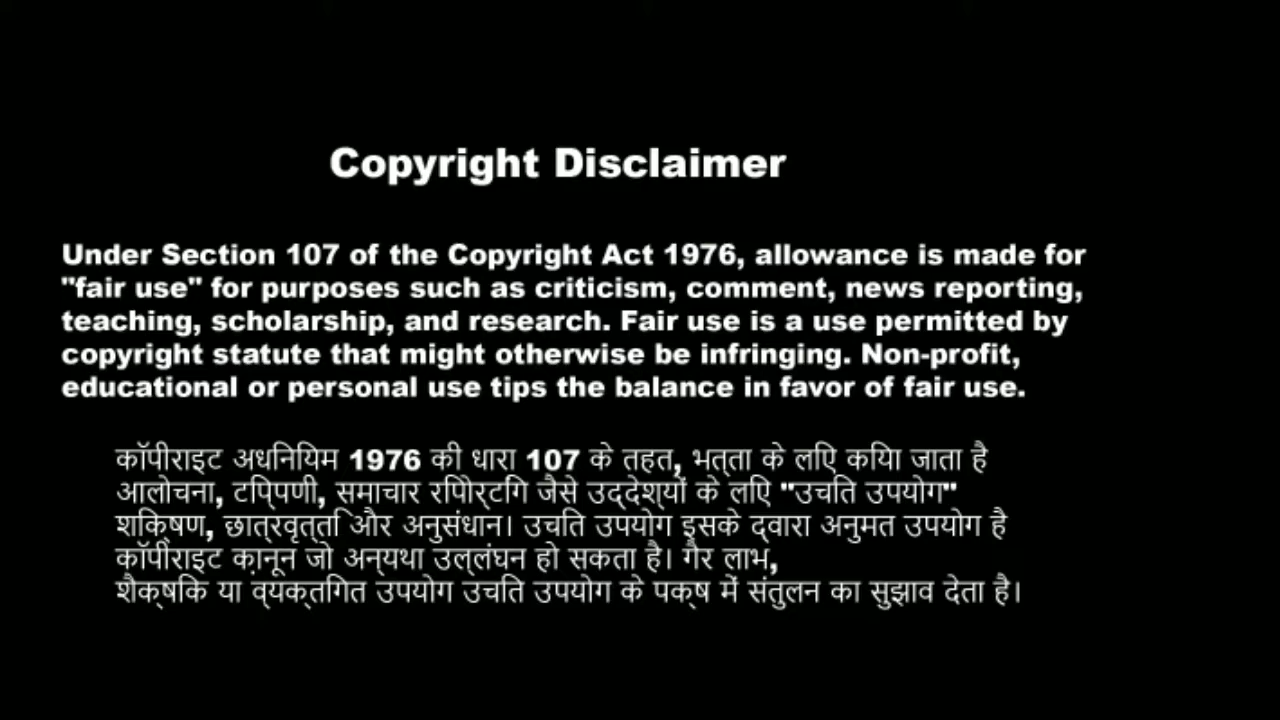 Copyright Disclaimer
Under Section 107 of the Copyright Act 1976, allowance is made for
"fair use" for purposes such as criticism, comment, news reporting,
teaching, scholarship, and research. Fair use is a use permitted by
copyright statute that might otherwise be infringing. Non-profit,
educational or personal use tips the balance in favor of fair use.
कॉपीराइट अधिनियम 1976 की धारा 107 के तहत, भत्ता के लिए किया जाता है
आलोचना, टिप्पणी, समाचार रिपोर्टिंग जैसे उद्देश्यों के लिए "उचित उपयोग"
शिक्षण, छात्रवृत्ति और अनुसंधान। उचित उपयोग इसके द्वारा अनुमत उपयोग है
कॉपीराइट क़ानून जो अन्यथा उल्लंघन हो सकता है। गैर लाभ,
शैक्षिक या व्यक्तिगत उपयोग उचित उपयोग के पक्ष में संतुलन का सुझाव देता है।